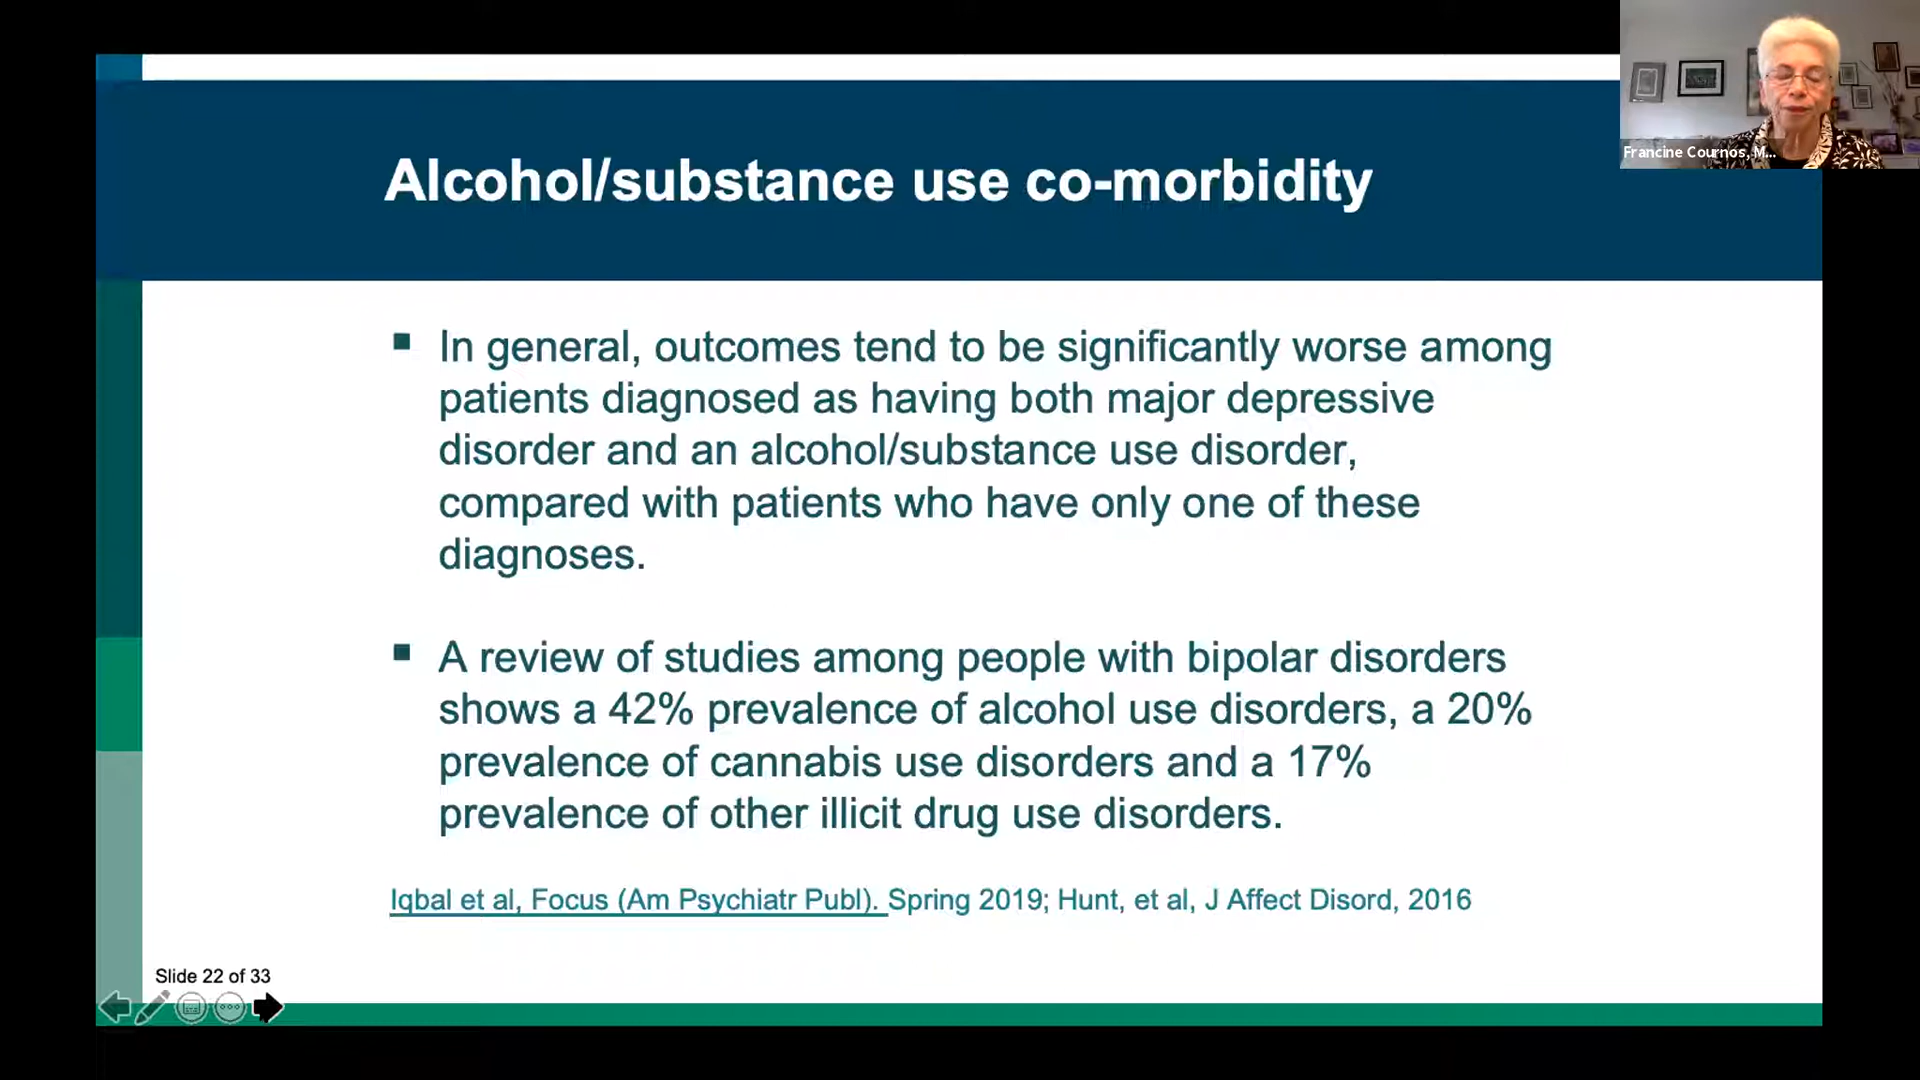 Francine Cournos, M...
Alcohol/substance use co-morbidity
▪ In general, outcomes tend to be significantly worse among
patients diagnosed as having both major depressive
disorder and an alcohol/substance use disorder,
compared with patients who have only one of these
diagnoses.
▪ A review of studies among people with bipolar disorders
shows a 42% prevalence of alcohol use disorders, a 20%
prevalence of cannabis use disorders and a 17%
prevalence of other illicit drug use disorders.
Iqbal et al, Focus (Am Psychiatr Publ). Spring 2019; Hunt, et al, J Affect Disord, 2016
Slide 22 of 33